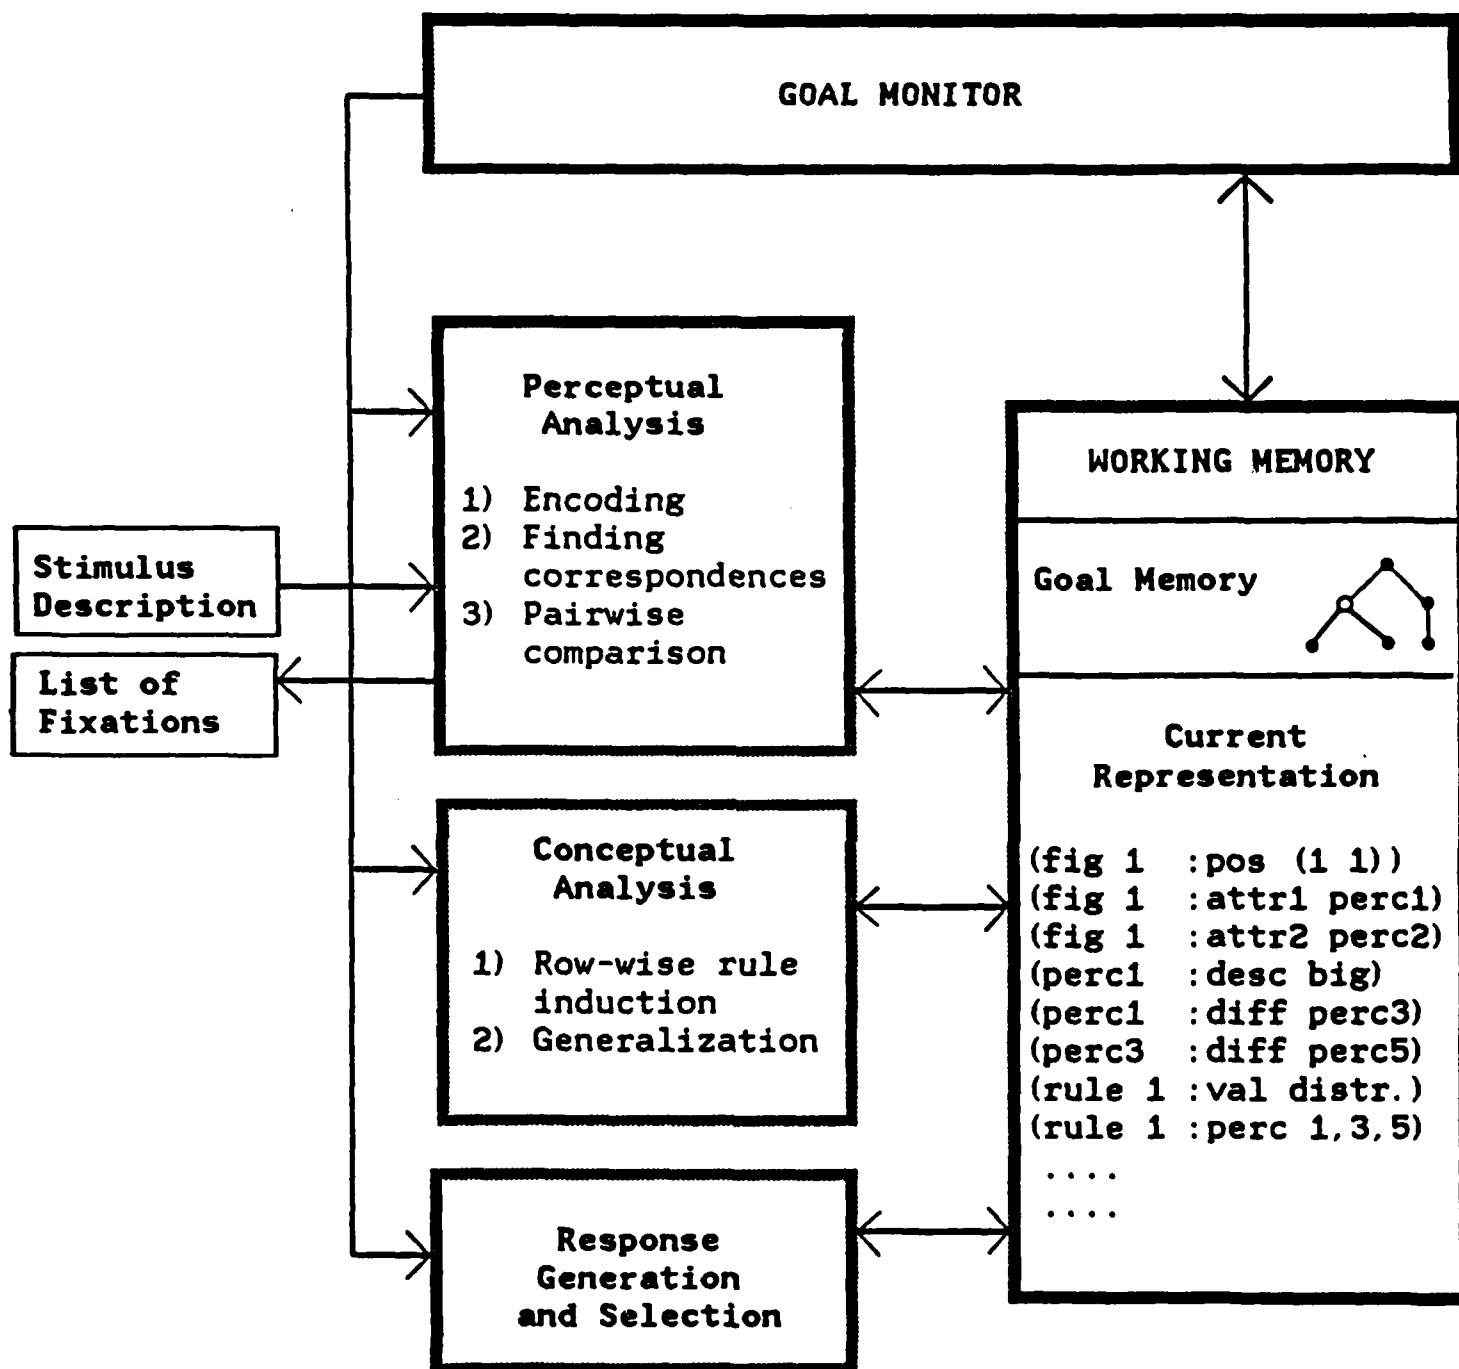 GOAL MONITOR
Perceptual
Analysis
1) Encoding
2) Finding
correspondences
3) Pairwise
comparison
Stimulus
Description
List of
Fixations
Conceptual
Analysis
1) Row-wise rule
induction
2) Generalization
Response
Generation
and Selection
WORKING MEMORY
Goal Memory
Current
Representation
(fig 1 :pos (1 1))
(fig 1 :attr1 perc1)
(fig 1 :attr2 perc2)
(perc1 :desc big)
(perc1 :diff perc3)
(perc3 :diff perc5)
(rule 1 :val distr.)
(rule 1 :perc 1,3,5)
....
....